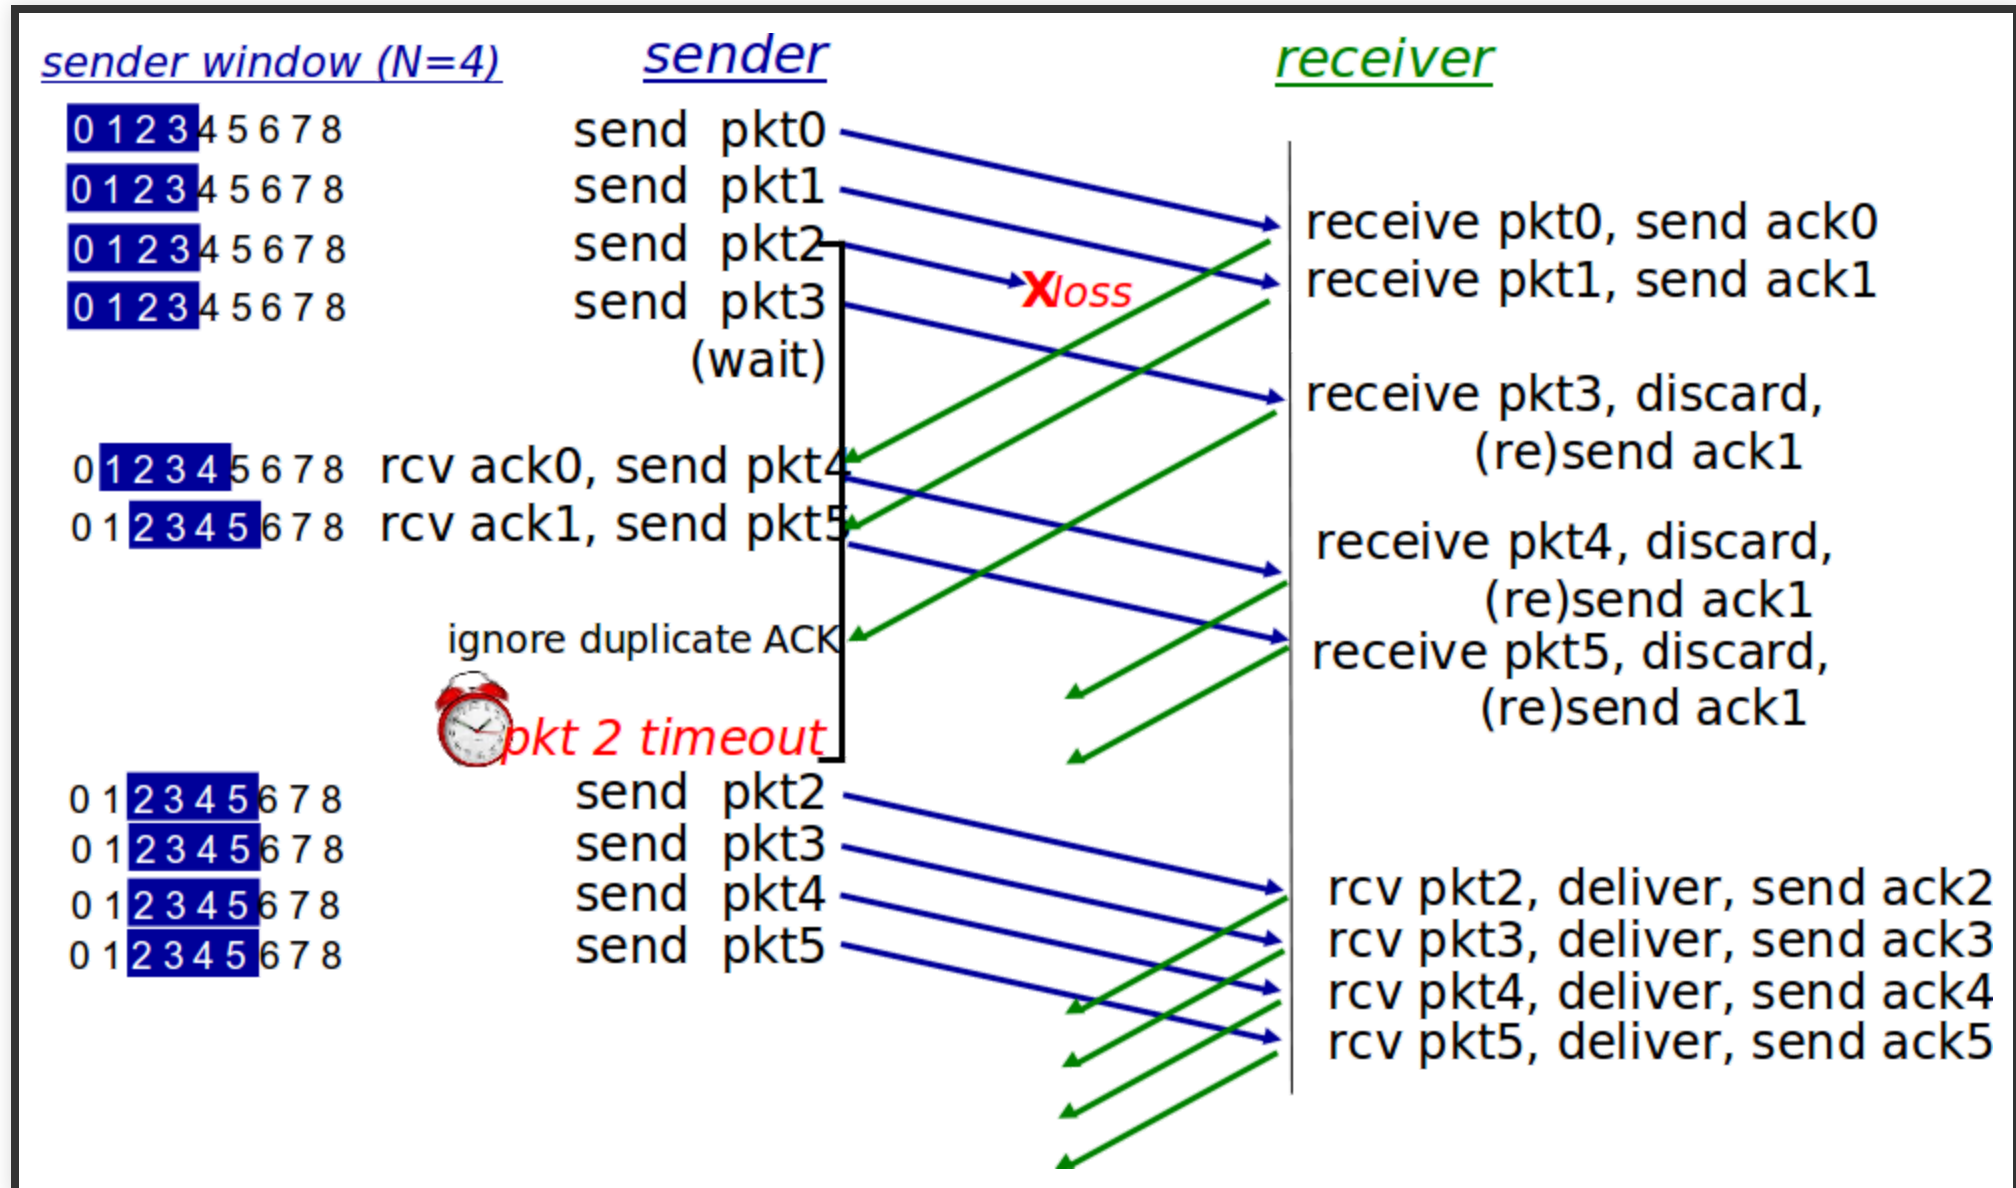 sender window (N=4) sender receiver
0 1 2 3 4 5 6 7 8 send pkt0
0 1 2 3 4 5 6 7 8 send pkt1
receive pkt0, send ack0
0 1 2 3 4 5 6 7 8 send pkt2
receive pkt1, send ack1
X loss
0 1 2 3 4 5 6 7 8 send pkt3
(wait)
receive pkt3, discard,
(re)send ack1
0 1 2 3 4 5 6 7 8 rcv ack0, send pkt4
0 1 2 3 4 5 6 7 8 rcv ack1, send pkt5
receive pkt4, discard,
(re)send ack1
ignore duplicate ACK
receive pkt5, discard,
(re)send ack1
pkt 2 timeout
0 1 2 3 4 5 6 7 8 send pkt2
0 1 2 3 4 5 6 7 8 send pkt3
0 1 2 3 4 5 6 7 8 send pkt4
rcv pkt2, deliver, send ack2
0 1 2 3 4 5 6 7 8 send pkt5
rcv pkt3, deliver, send ack3
rcv pkt4, deliver, send ack4
rcv pkt5, deliver, send ack5